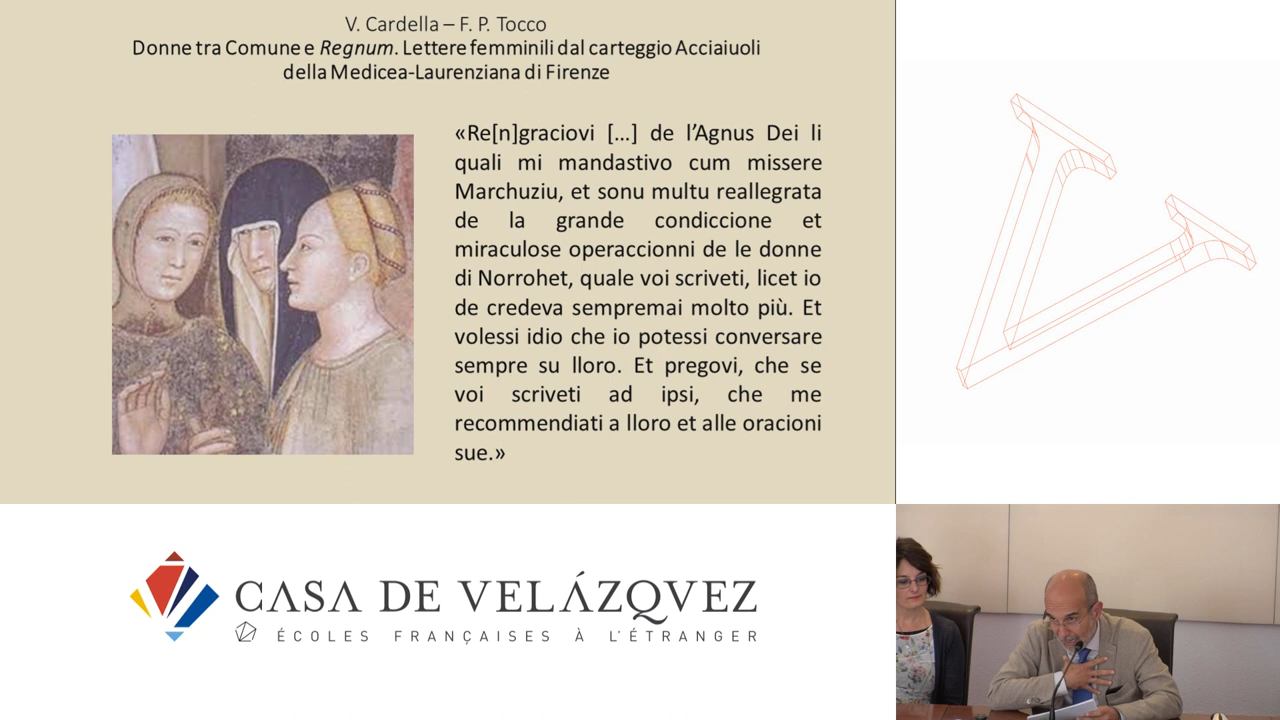 V. Cardella – F. P. Tocco
Donne tra Comune e Regnum. Lettere femminili dal carteggio Acciaiuoli
della Medicea-Laurenziana di Firenze
«Re[n]graciovi [...] de l’Agnus Dei li
quali mi mandastivo cum missere
Marchuziu, et sonu multu reallegrata
de la grande condiccione et
miraculose operaccionni de le donne
di Norrohet, quale voi scriveti, licet io
de credeva sempremai molto più. Et
volessi idio che io potessi conversare
sempre su lloro. Et pregovi, che se
voi scriveti ad ipsi, che me
recommendiati a lloro et alle oracioni
sue.»
CASA DE VELÁZQVEZ
ÉCOLES FRANÇAISES À L'ÉTRANGER